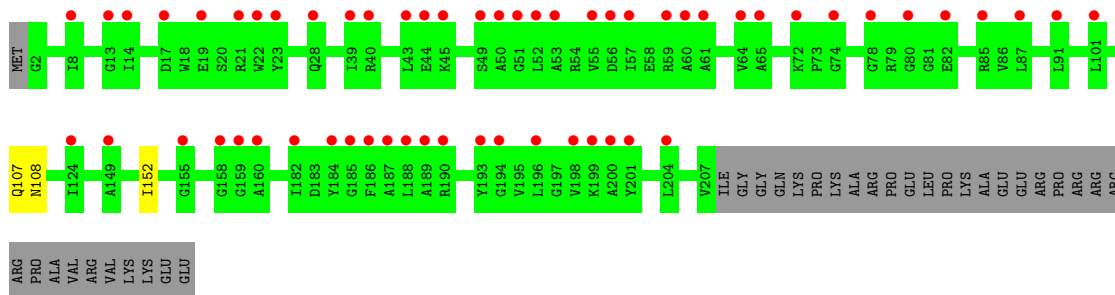 MET G2 I8 G13 I14 D17 W18 E19 S20 R21 W22 Y23 Q28 I39 R40 L43 E44 K45 S49 A50 G51 L52 A53 R54 V55 D56 I57 E58 R59 A60 A61 V64 A65 K72 P73 G74 G78 R79 G80 G81 E82 R85 V86 L87 L91 L101
Q107 N108 I124 A149 I152 G155 G158 G159 A160 I182 D183 Y184 G185 F186 A187 L188 A189 R190 Y193 G194 V195 L196 G197 V198 K199 A200 Y201 L204 V207 ILE GLY GLY GLN LYS PRO LYS ALA ARG PRO GLU LEU PRO LYS ALA GLU GLU ARG PRO ARG ARG ARG
ARG PRO ALA VAL ARG VAL LYS LYS GLU GLU